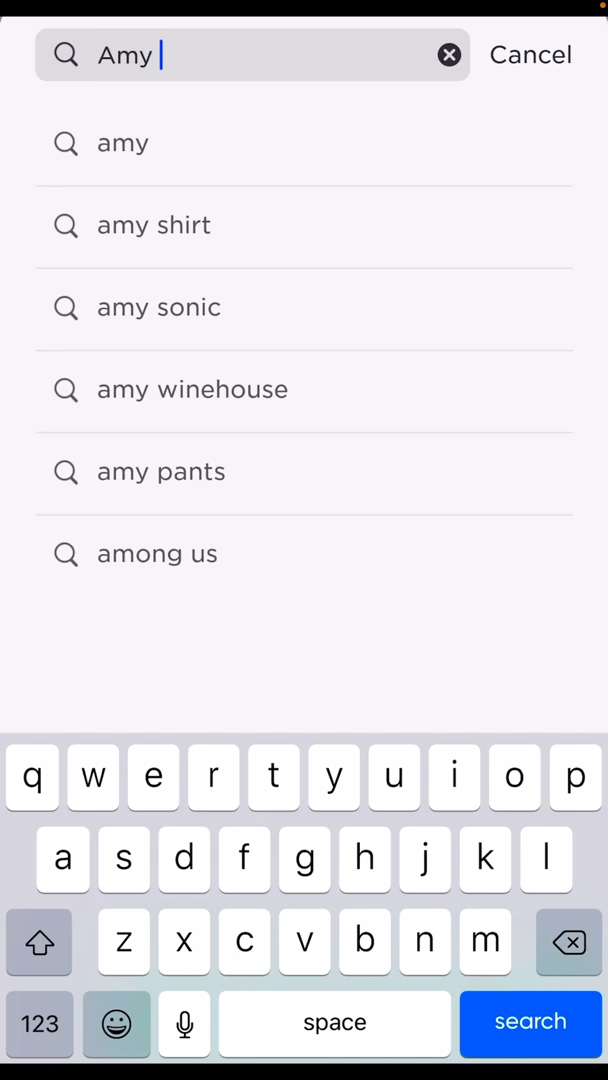 Amy
Cancel
amy
amy shirt
amy sonic
amy winehouse
amy pants
among us
q w e r t y u i o p
a s d f g h j k l
z x c v b n m
123 space search